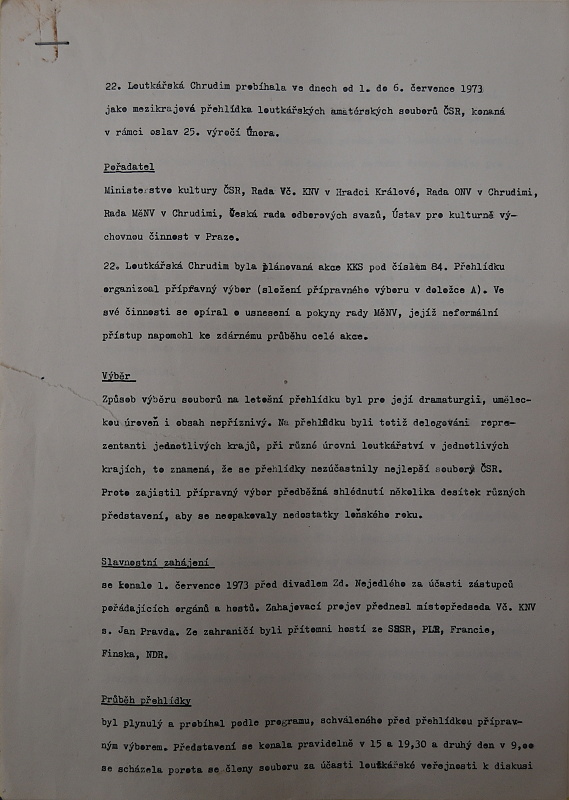 22. Loutkářská Chrudim probíhala ve dnech od 1. do 6. července 1973
jako mezikrajová přehlídka loutkářských amatérských souborů ČSR, konaná
v rámci oslav 25. výročí Února.
Pořadatel
Ministerstvo kultury ČSR, Rada Vč. KNV v Hradci Králové, Rada ONV v Chrudimi,
Rada MěNV v Chrudimi, Česká rada odborových svazů, Ústav pro kulturně vý-
chovnou činnost v Praze.
22. Loutkářská Chrudim byla plánovaná akce KKS pod číslem 84. Přehlídku
organizoal přípravný výbor (složení přípravného výboru v doložce A). Ve
své činnosti se opíral o usnesení a pokyny rady MěNV, jejíž neformální
přístup napomohl ke zdárnému průběhu celé akce.
Výběr
Způsob výběru souborů na letošní přehlídku byl pro její dramaturgii, umělec-
kou úroveň i obsah nepříznivý. Na přehlídku byli totiž delegováni repre-
zentanti jednotlivých krajů, při různé úrovni loutkářství v jednotlivých
krajích, to znamená, že se přehlídky nezúčastnily nejlepší soubory ČSR.
Proto zajistil přípravný výbor předběžná shlédnutí několika desítek různých
představení, aby se neopakovaly nedostatky loňského roku.
Slavnostní zahájení
se konalo 1. července 1973 před divadlem Zd. Nejedlého za účasti zástupců
pořádajících orgánů a hostů. Zahajovací projev přednesl místopředseda Vč. KNV
s. Jan Pravda. Ze zahraničí byli přítomni hosté ze SSSR, PLR, Francie,
Finska, NDR.
Průběh přehlídky
byl plynulý a probíhal podle programu, schváleného před přehlídkou příprav-
ným výborem. Představení se konala pravidelně v 15 a 19,30 a druhý den v 9,oo
se scházela porota se členy souboru za účasti loutkářské veřejnosti k diskusi